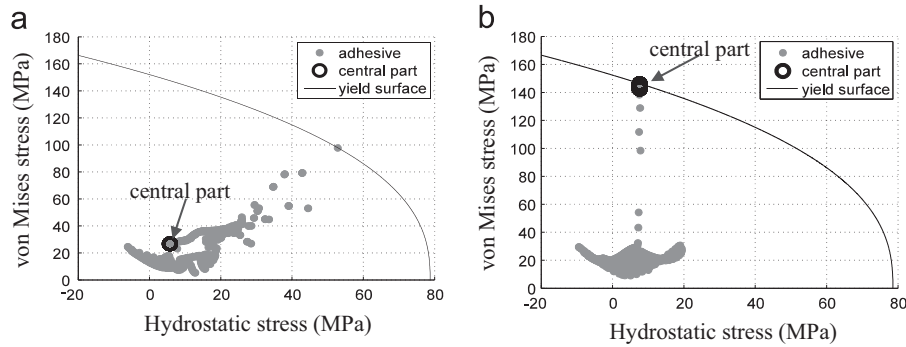 a
von Mises stress (MPa)
180
160
140
120
100
80
60
40
20
0
adhesive
central part
yield surface
central part
-20
0
20
40
60
80
Hydrostatic stress (MPa)
b
von Mises stress (MPa)
180
160
140
120
100
80
60
40
20
0
central part
adhesive
central part
yield surface
-20
0
20
40
60
80
Hydrostatic stress (MPa)